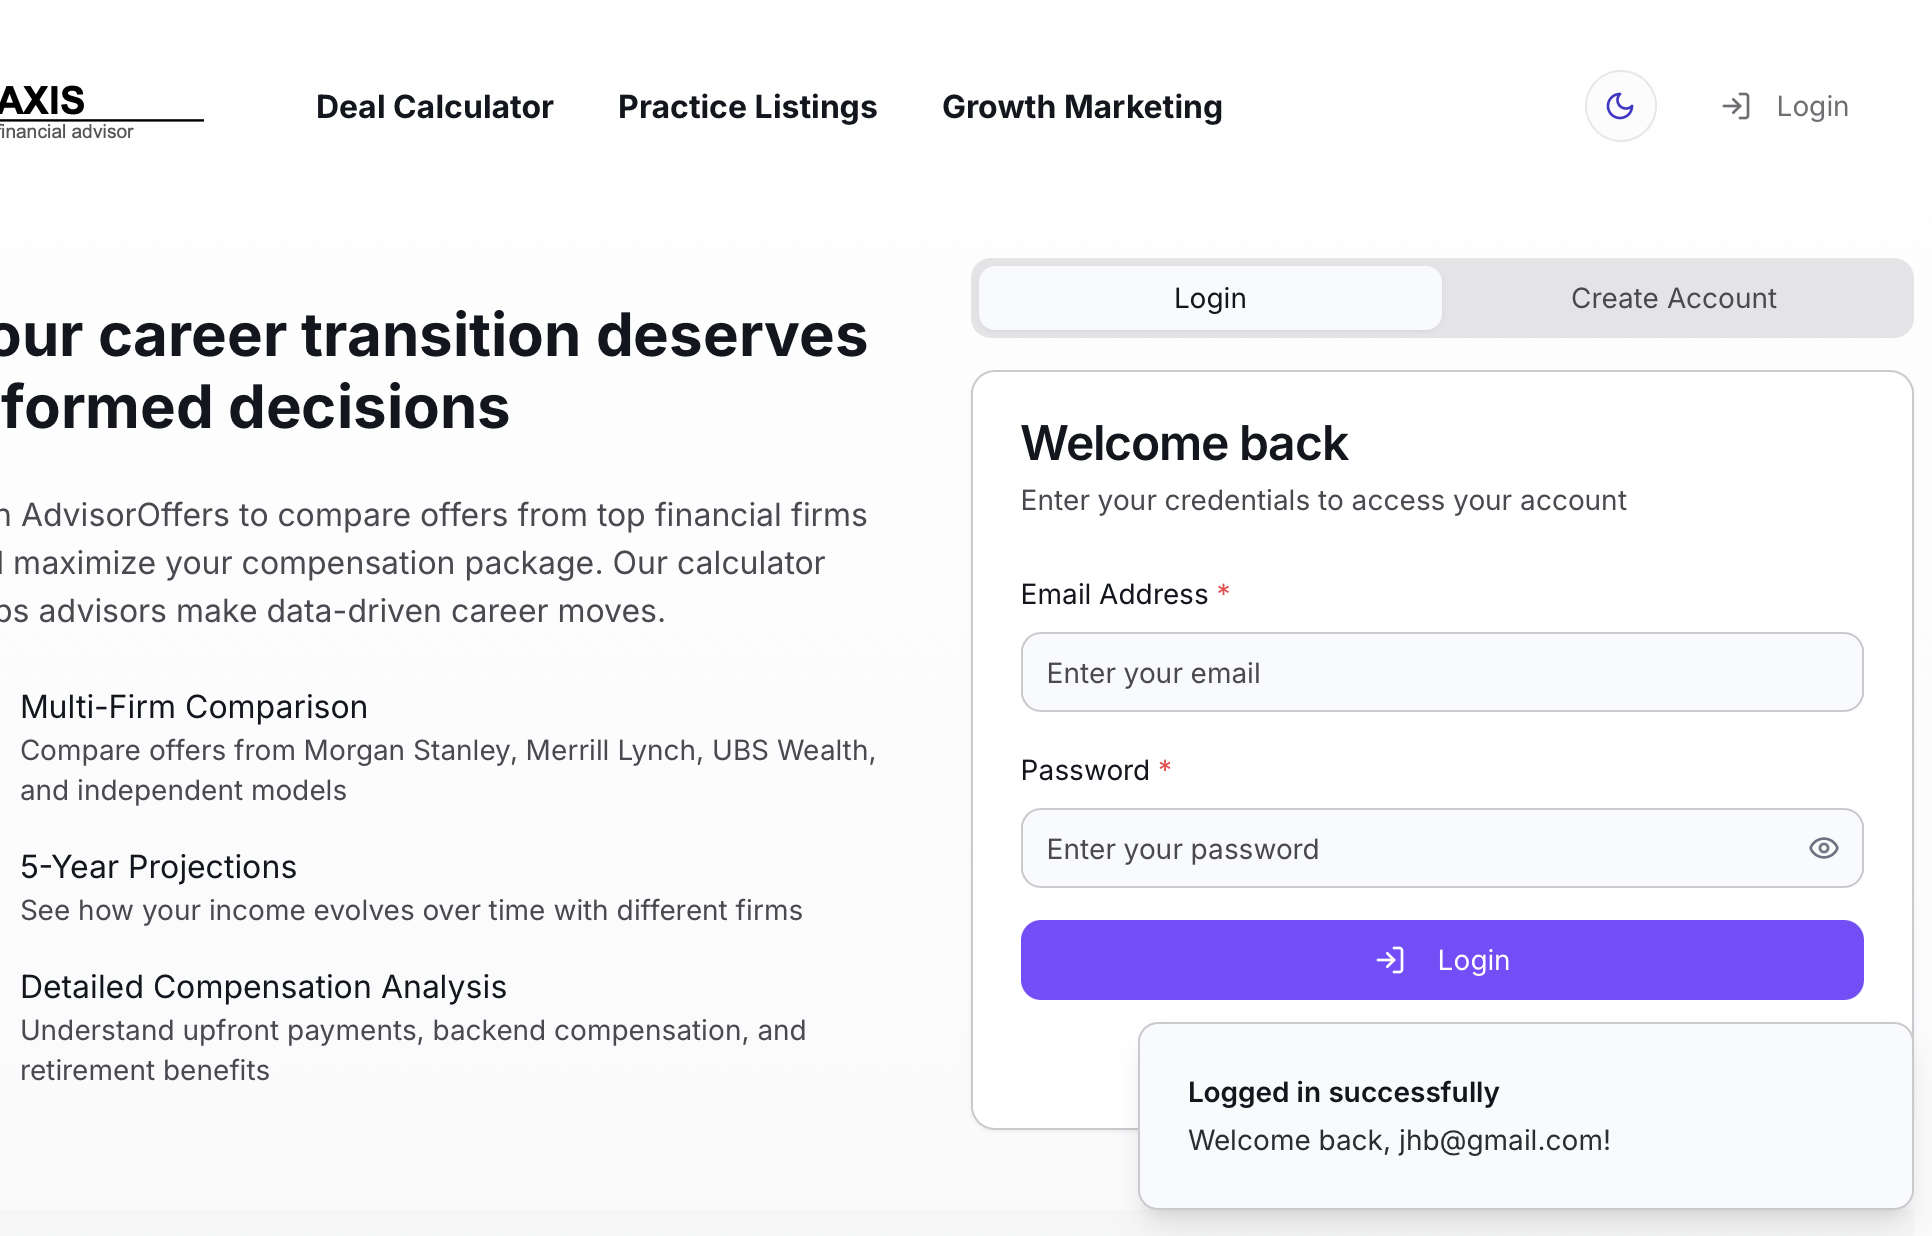 AXIS
financial advisor
Deal Calculator
Practice Listings
Growth Marketing
Login
Login
Create Account
our career transition deserves
formed decisions
AdvisorOffers to compare offers from top financial firms
maximize your compensation package. Our calculator
advisors make data-driven career moves.
Multi-Firm Comparison
Compare offers from Morgan Stanley, Merrill Lynch, UBS Wealth,
and independent models
5-Year Projections
See how your income evolves over time with different firms
Detailed Compensation Analysis
Understand upfront payments, backend compensation, and
retirement benefits
Welcome back
Enter your credentials to access your account
Email Address *
Enter your email
Password *
Enter your password
Login
Logged in successfully
Welcome back, jhb@gmail.com!